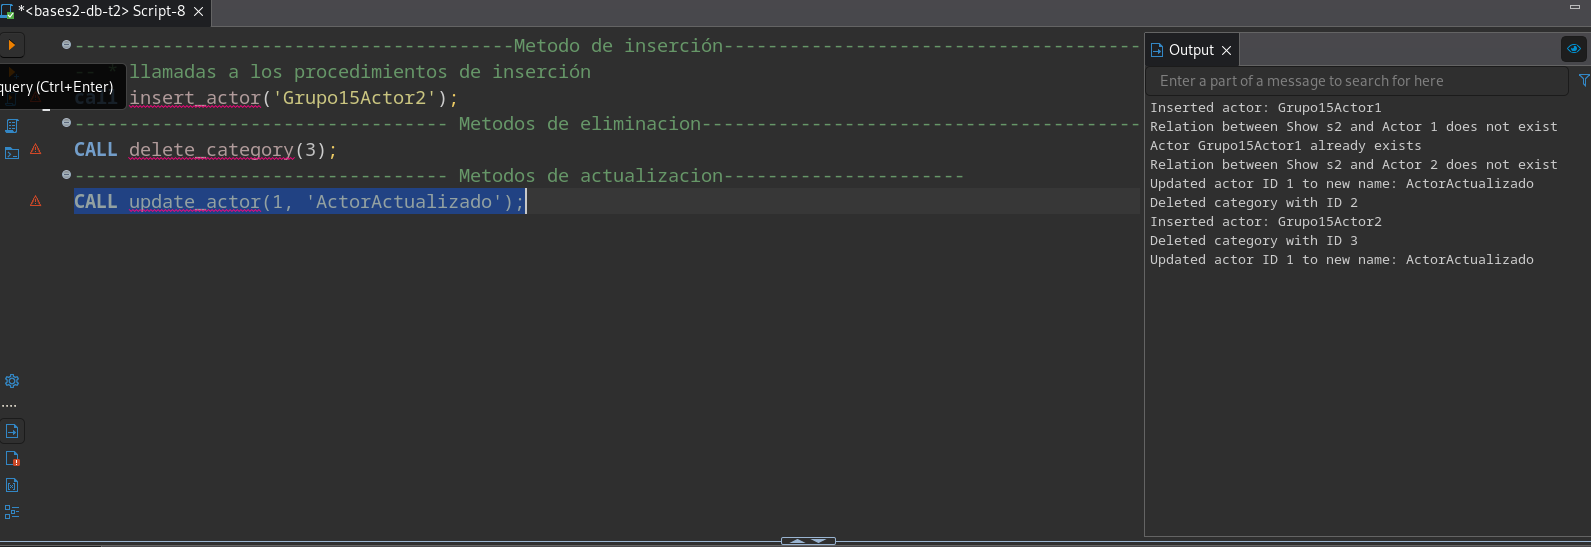 *<bases2-db-t2> Script-8
----------------------------------------Metodo de inserción--------------------------------------
llamadas a los procedimientos de inserción
query (Ctrl+Enter)
call insert_actor('Grupo15Actor2');
---------------------------------- Metodos de eliminacion----------------------------------------
CALL delete_category(3);
---------------------------------- Metodos de actualizacion----------------------
CALL update_actor(1, 'ActorActualizado');
Output
Enter a part of a message to search for here
Inserted actor: Grupo15Actor1
Relation between Show s2 and Actor 1 does not exist
Actor Grupo15Actor1 already exists
Relation between Show s2 and Actor 2 does not exist
Updated actor ID 1 to new name: ActorActualizado
Deleted category with ID 2
Inserted actor: Grupo15Actor2
Deleted category with ID 3
Updated actor ID 1 to new name: ActorActualizado